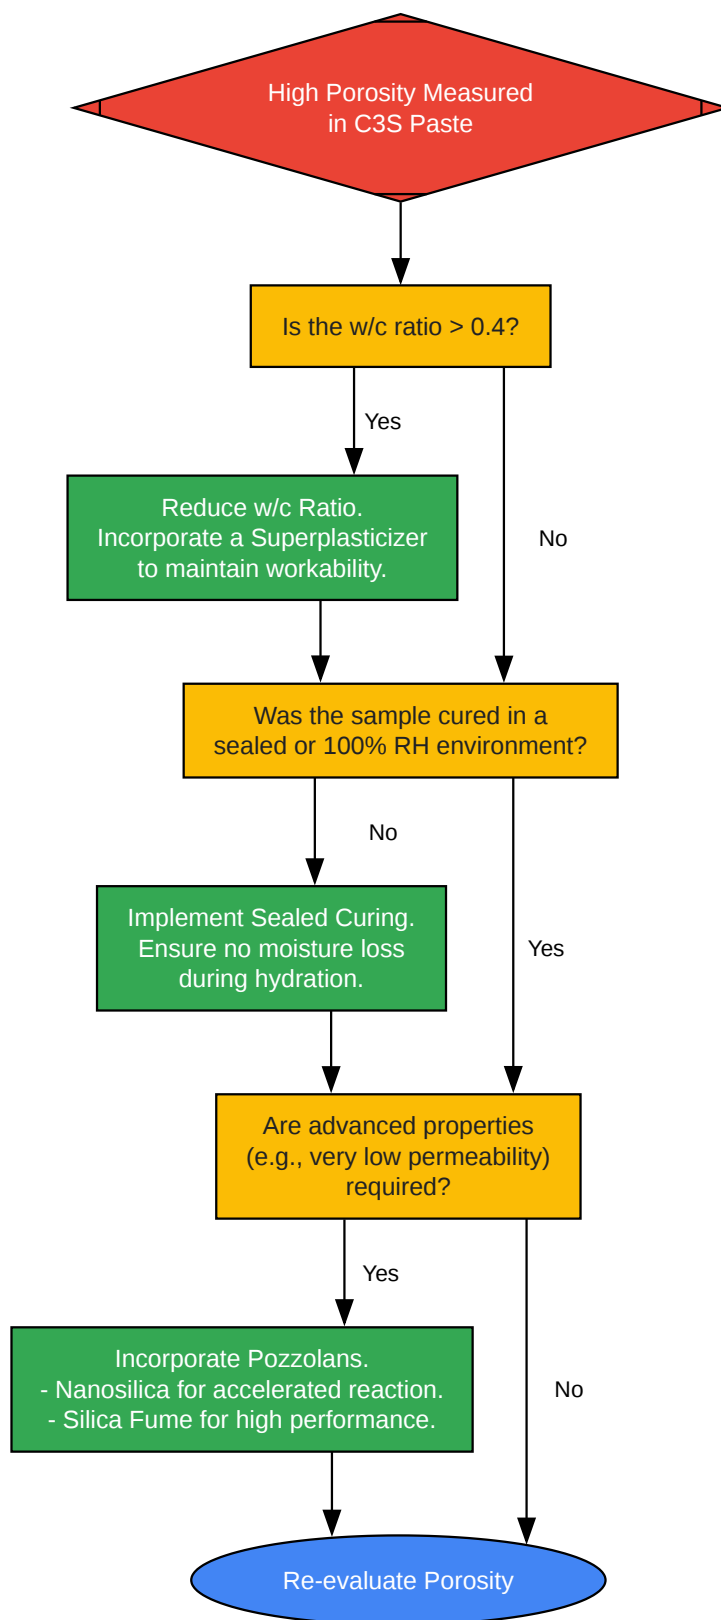 High Porosity Measured
in C3S Paste
Is the w/c ratio > 0.4?
Yes
Reduce w/c Ratio.
Incorporate a Superplasticizer
to maintain workability.
No
Was the sample cured in a
sealed or 100% RH environment?
No
Implement Sealed Curing.
Ensure no moisture loss
during hydration.
Yes
Are advanced properties
(e.g., very low permeability)
required?
Yes
Incorporate Pozzolans.
- Nanosilica for accelerated reaction.
- Silica Fume for high performance.
No
Re-evaluate Porosity